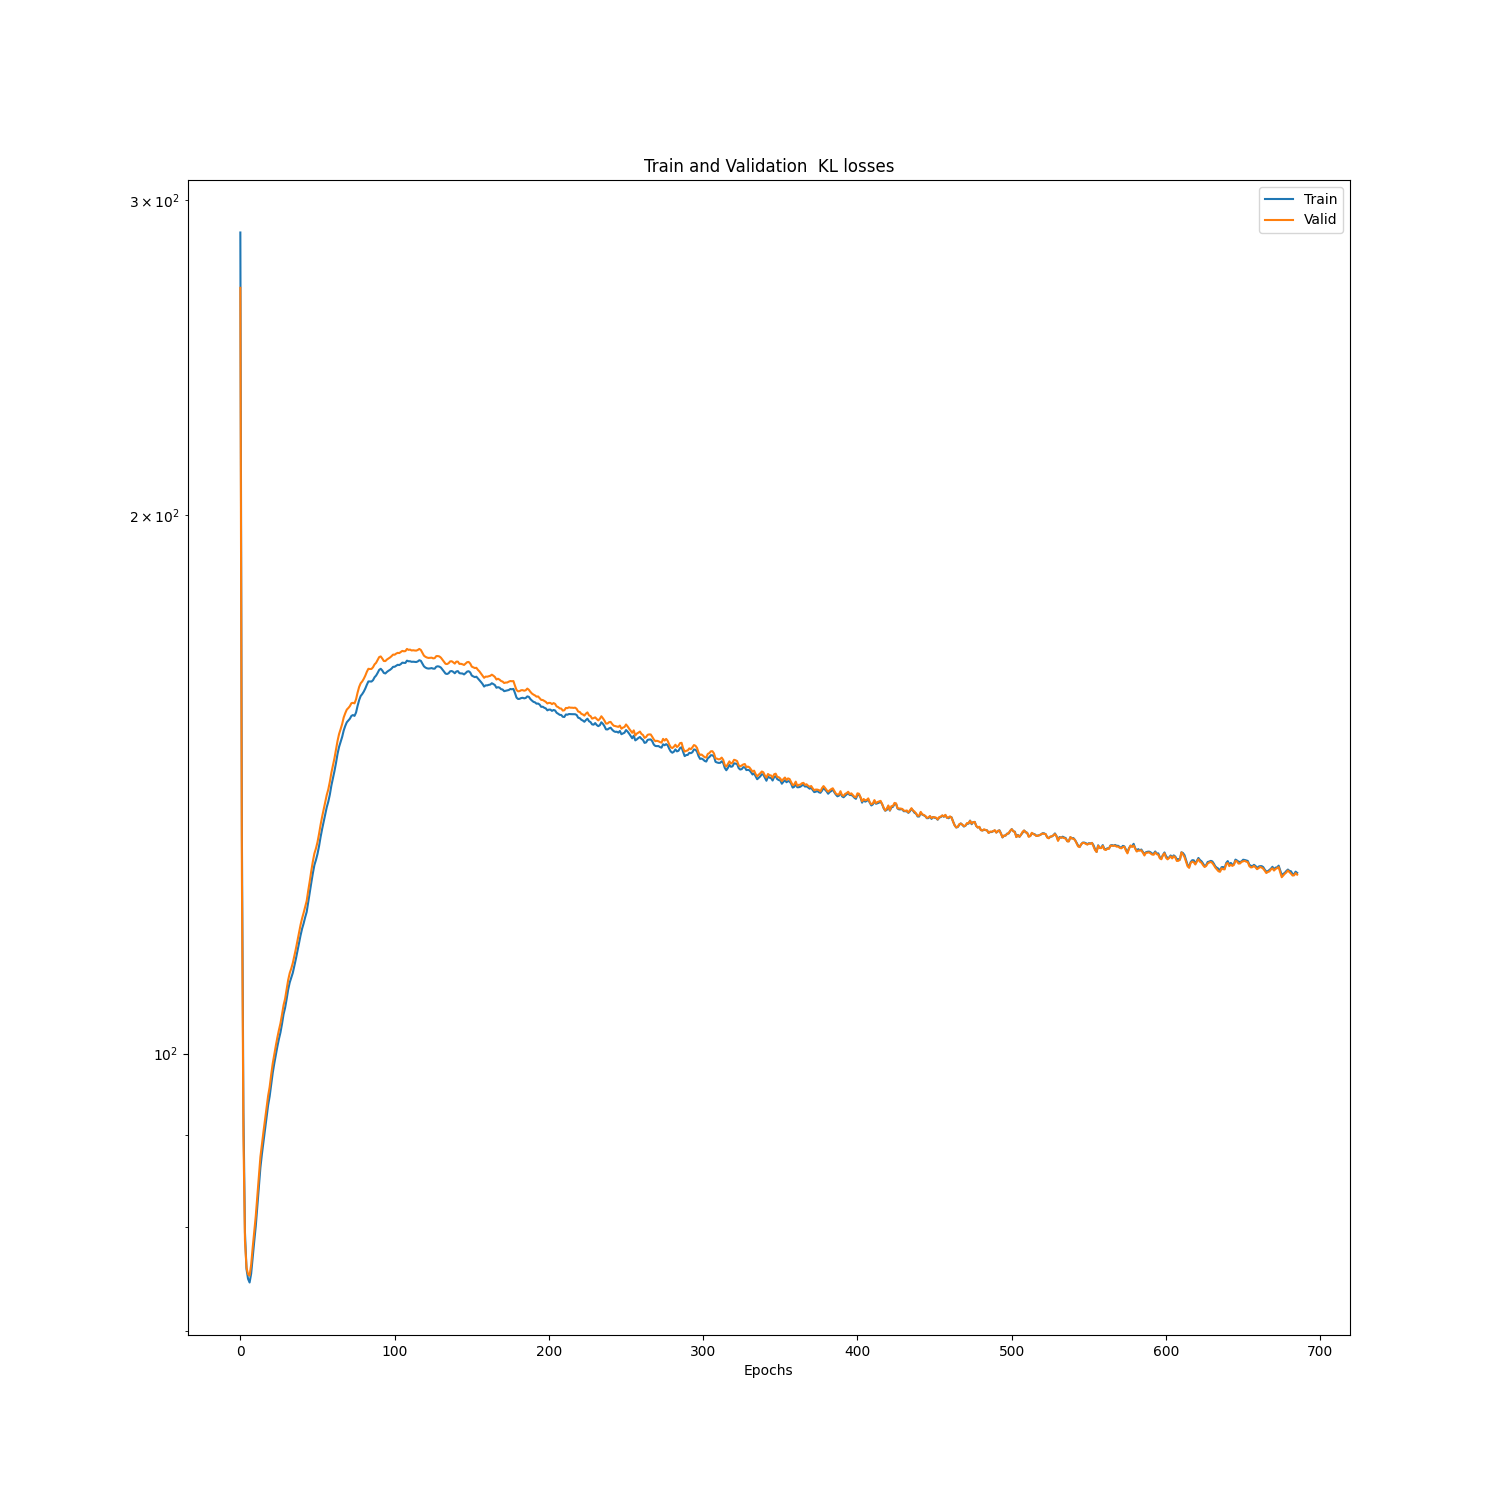 Train and Validation  KL losses
Train
Valid
3 × 10²
2 × 10²
10²
0 100 200 300 400 500 600 700
Epochs